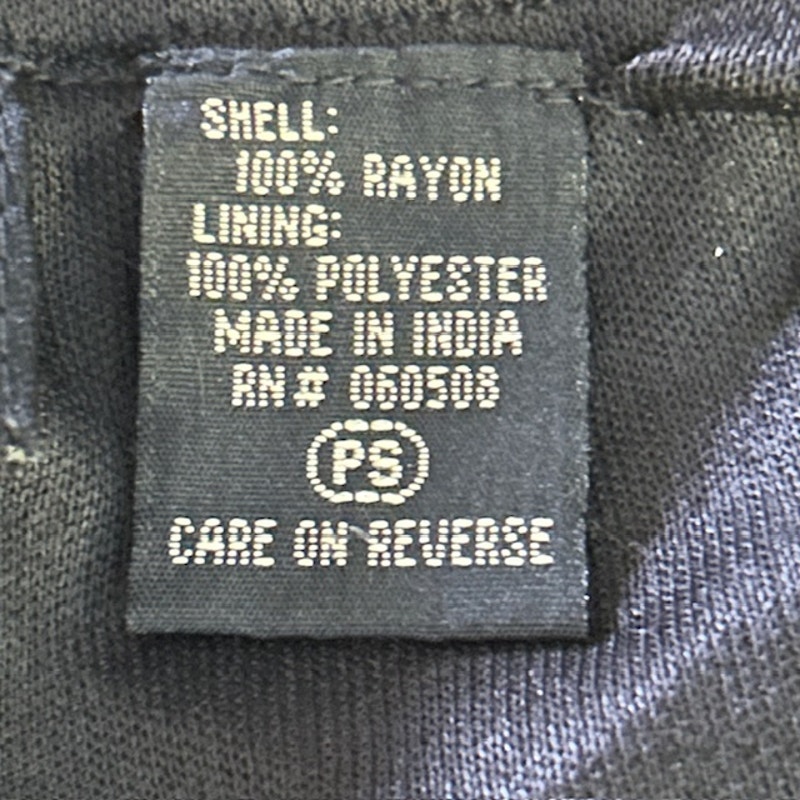 SHELL:
100% RAYON
LINING:
100% POLYESTER
MADE IN INDIA
RN# 060508
PS
CARE ON REVERSE